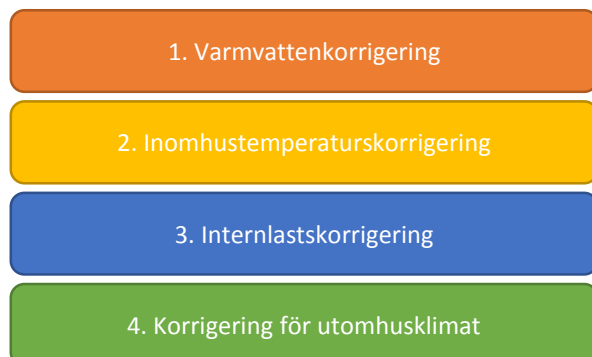 1. Varmvattenkorrigering
2. Inomhustemperaturskorrigering
3. Internlastskorrigering
4. Korrigering för utomhusklimat